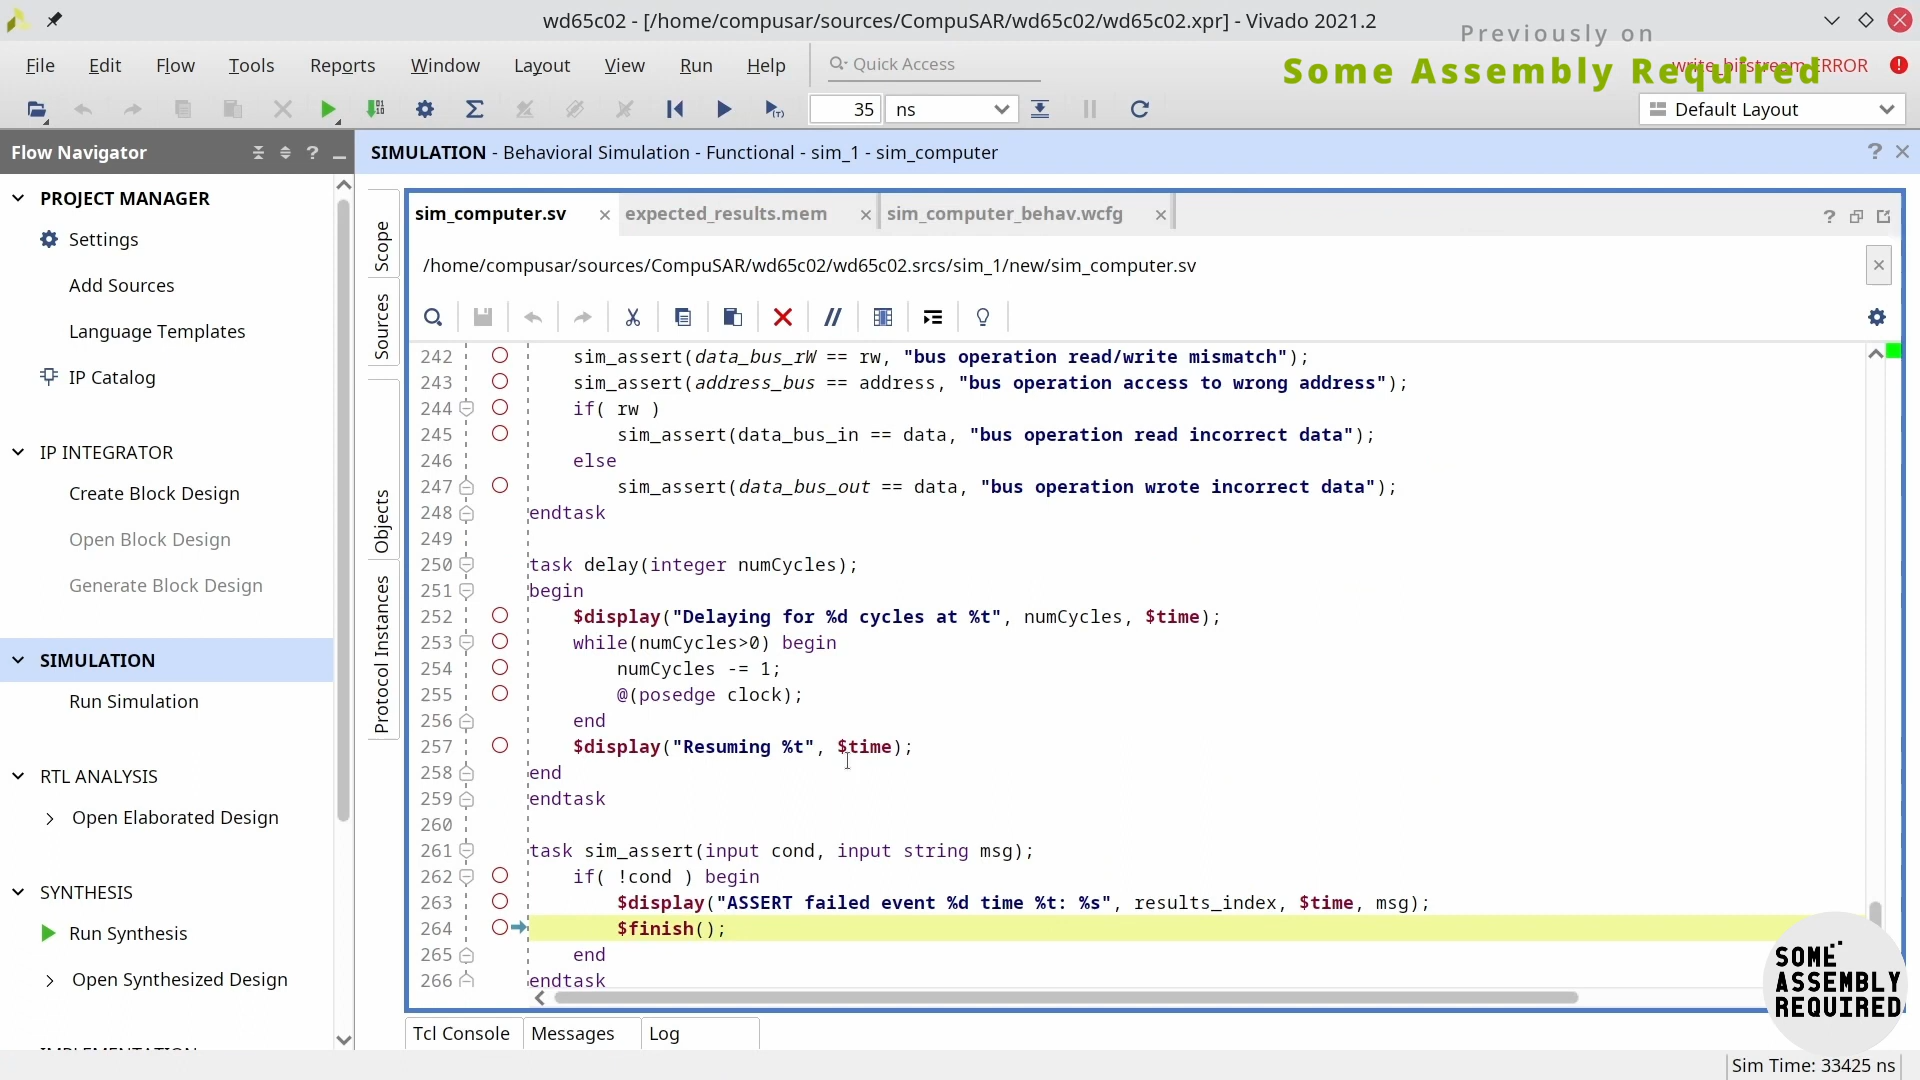 wd65c02 - [/home/compusar/sources/CompuSAR/wd65c02/wd65c02.xpr] - Vivado 2021.2
Previously on
Some Assembly Required
File Edit Flow Tools Reports Window Layout View Run Help
Quick Access
write_bitstream ERROR
35 ns
Default Layout
Flow Navigator
SIMULATION - Behavioral Simulation - Functional - sim_1 - sim_computer
PROJECT MANAGER
Settings
Add Sources
Language Templates
IP Catalog
IP INTEGRATOR
Create Block Design
Open Block Design
Generate Block Design
SIMULATION
Run Simulation
RTL ANALYSIS
Open Elaborated Design
SYNTHESIS
Run Synthesis
Open Synthesized Design
Scope
Sources
Objects
Protocol Instances
sim_computer.sv expected_results.mem sim_computer_behav.wcfg
/home/compusar/sources/CompuSAR/wd65c02/wd65c02.srcs/sim_1/new/sim_computer.sv
242 sim_assert(data_bus_rW == rw, "bus operation read/write mismatch");
243 sim_assert(address_bus == address, "bus operation access to wrong address");
244 if( rw )
245 sim_assert(data_bus_in == data, "bus operation read incorrect data");
246 else
247 sim_assert(data_bus_out == data, "bus operation wrote incorrect data");
248 endtask
249
250 task delay(integer numCycles);
251 begin
252 $display("Delaying for %d cycles at %t", numCycles, $time);
253 while(numCycles>0) begin
254 numCycles -= 1;
255 @(posedge clock);
256 end
257 $display("Resuming %t", $time);
258 end
259 endtask
260
261 task sim_assert(input cond, input string msg);
262 if( !cond ) begin
263 $display("ASSERT failed event %d time %t: %s", results_index, $time, msg);
264 $finish();
265 end
266 endtask
Tcl Console Messages Log
SOME
ASSEMBLY
REQUIRED
Sim Time: 33425 ns